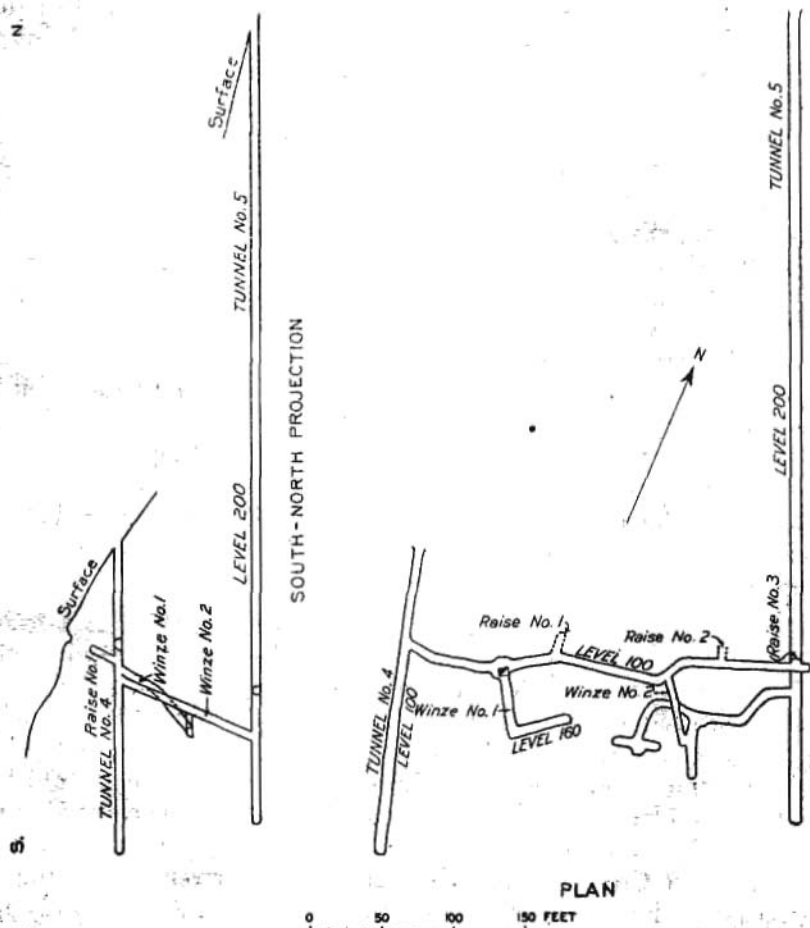 N
Surface
TUNNEL No.5
LEVEL 200
SOUTH-NORTH PROJECTION
Surface
Raise No.1
Winze No.1
Winze No.2
TUNNEL No.4
S.
TUNNEL No.5
LEVEL 200
N
Raise No.3
Raise No. 1
Raise No. 2
LEVEL 100
Winze No. 2
Winze No. 1
LEVEL 160
TUNNEL No.4
LEVEL 100
PLAN
0 50 100 150 FEET